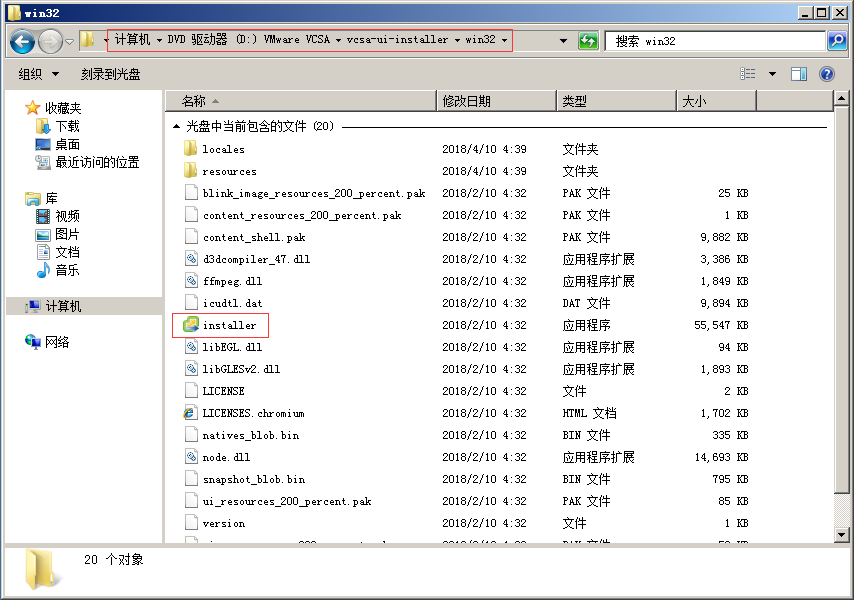 win32
计算机 DVD 驱动器 (D:) VMware VCSA vcsa-ui-installer win32
搜索 win32
组织 刻录到光盘
收藏夹
下载
桌面
最近访问的位置
库
视频
图片
文档
音乐
计算机
网络
名称 修改日期 类型 大小
光盘中当前包含的文件 (20)
locales 2018/4/10 4:39 文件夹
resources 2018/4/10 4:39 文件夹
blink_image_resources_200_percent.pak 2018/2/10 4:32 PAK 文件 25 KB
content_resources_200_percent.pak 2018/2/10 4:32 PAK 文件 1 KB
content_shell.pak 2018/2/10 4:32 PAK 文件 9,882 KB
d3dcompiler_47.dll 2018/2/10 4:32 应用程序扩展 3,386 KB
ffmpeg.dll 2018/2/10 4:32 应用程序扩展 1,849 KB
icudtl.dat 2018/2/10 4:32 DAT 文件 9,894 KB
installer 2018/2/10 4:32 应用程序 55,547 KB
libEGL.dll 2018/2/10 4:32 应用程序扩展 94 KB
libGLESv2.dll 2018/2/10 4:32 应用程序扩展 1,893 KB
LICENSE 2018/2/10 4:32 文件 2 KB
LICENSES.chromium 2018/2/10 4:32 HTML 文档 1,702 KB
natives_blob.bin 2018/2/10 4:32 BIN 文件 335 KB
node.dll 2018/2/10 4:32 应用程序扩展 14,693 KB
snapshot_blob.bin 2018/2/10 4:32 BIN 文件 795 KB
ui_resources_200_percent.pak 2018/2/10 4:32 PAK 文件 85 KB
version 2018/2/10 4:32 文件 1 KB
20 个对象